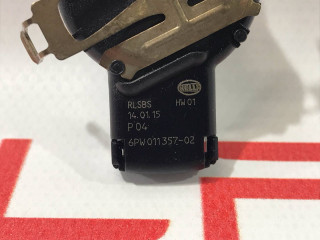 HELLA
RLSBS HW 01
14.01.15
P 04
6PW 011 357-02